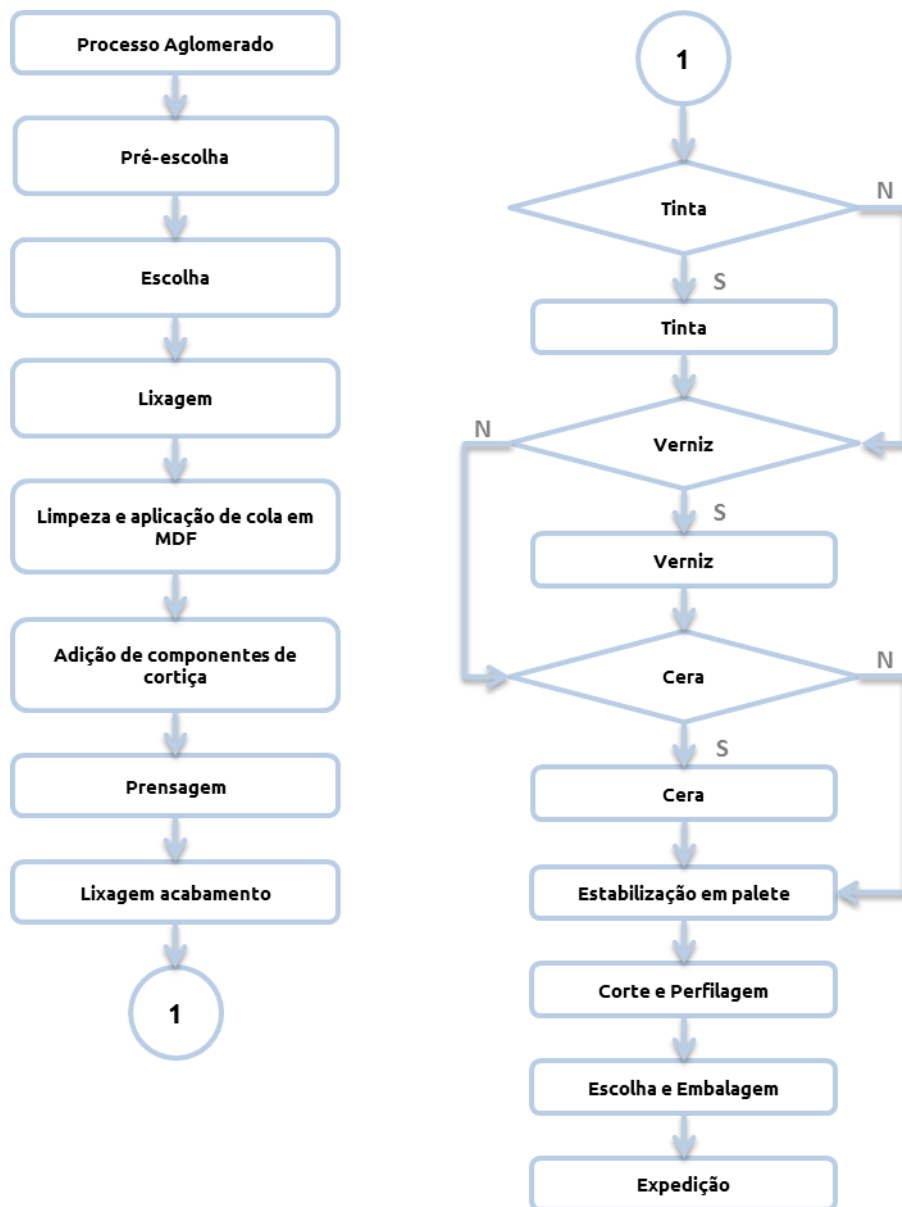 Processo Aglomerado
Pré-escolha
Escolha
Lixagem
Limpeza e aplicação de cola em
MDF
Adição de componentes de
cortiça
Prensagem
Lixagem acabamento
1
1
Tinta
N
S
Tinta
Verniz
N
S
Verniz
Cera
N
S
Cera
Estabilização em palete
Corte e Perfilagem
Escolha e Embalagem
Expedição